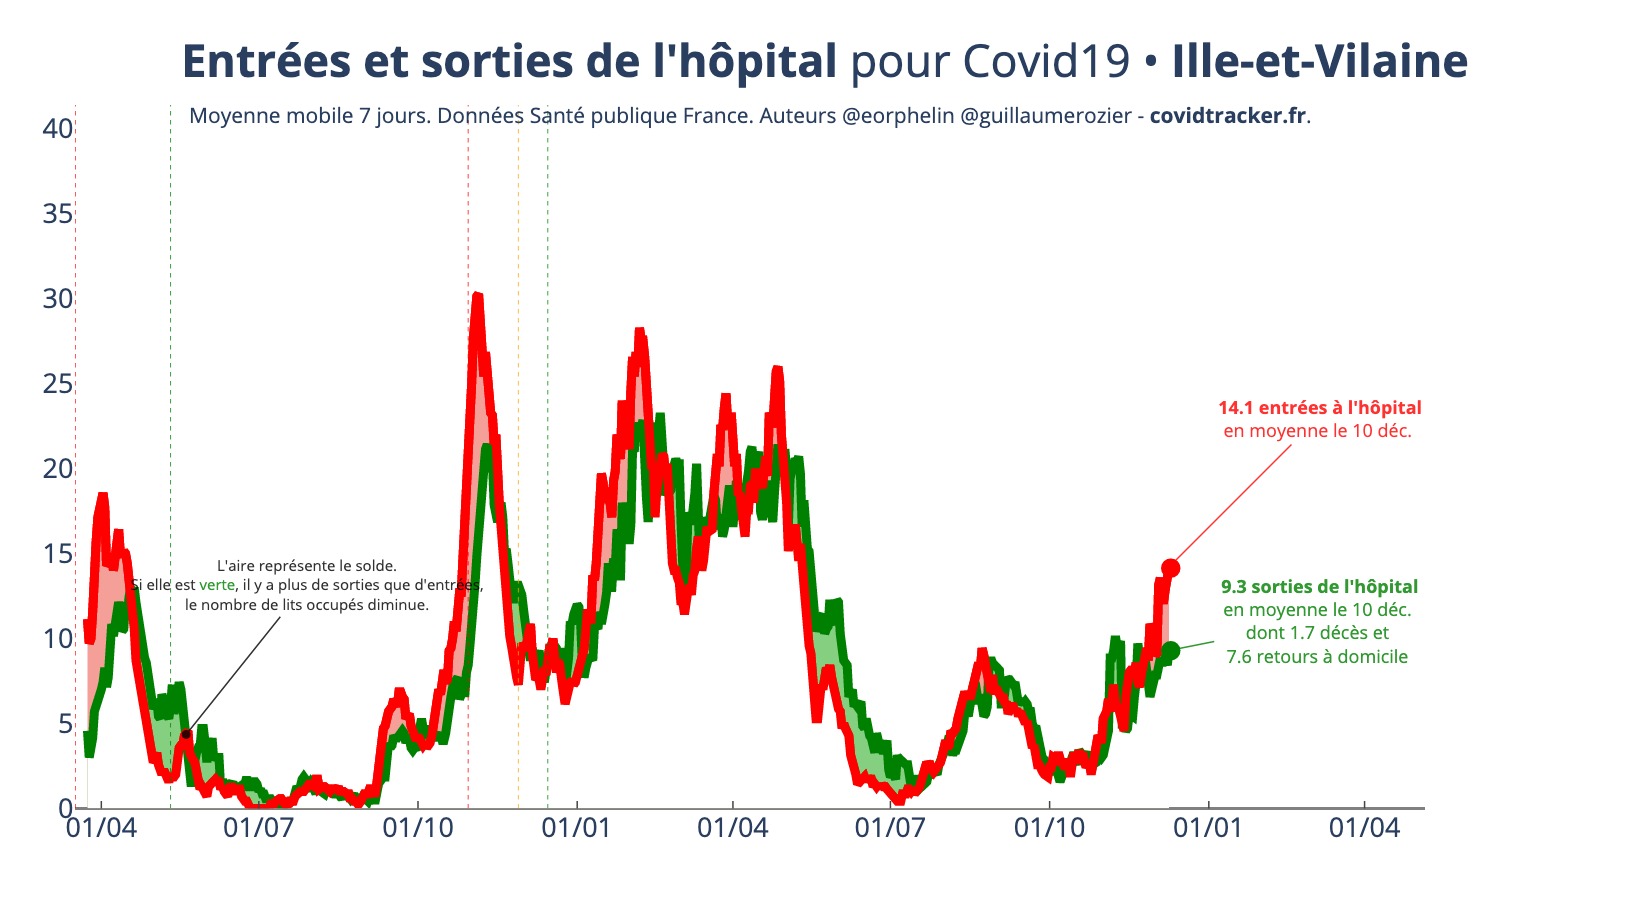 Entrées et sorties de l'hôpital pour Covid19 • Ille-et-Vilaine
Moyenne mobile 7 jours. Données Santé publique France. Auteurs @eorphelin @guillaumerozier - covidtracker.fr.
40
35
30
25
20
15
10
5
0
L'aire représente le solde.
Si elle est verte, il y a plus de sorties que d'entrées,
le nombre de lits occupés diminue.
14.1 entrées à l'hôpital
en moyenne le 10 déc.
9.3 sorties de l'hôpital
en moyenne le 10 déc.
dont 1.7 décès et
7.6 retours à domicile
01/04 01/07 01/10 01/01 01/04 01/07 01/10 01/01 01/04